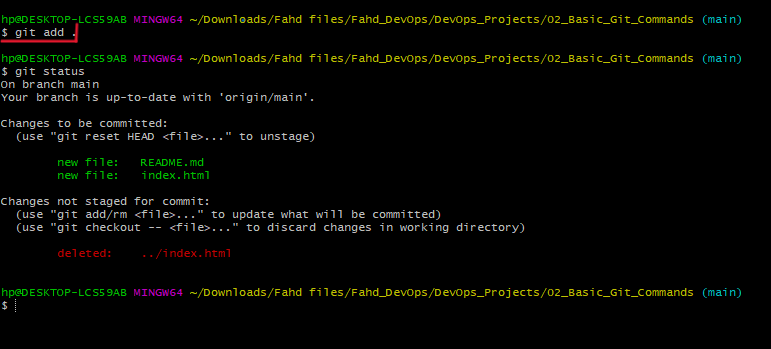 hp@DESKTOP-LCS59AB MINGW64 ~/Downloads/Fahd files/Fahd_DevOps/DevOps_Projects/02_Basic_Git_Commands (main)
$ git add .
hp@DESKTOP-LCS59AB MINGW64 ~/Downloads/Fahd files/Fahd_DevOps/DevOps_Projects/02_Basic_Git_Commands (main)
$ git status
On branch main
Your branch is up-to-date with 'origin/main'.
Changes to be committed:
  (use "git reset HEAD <file>..." to unstage)
        new file:   README.md
        new file:   index.html
Changes not staged for commit:
  (use "git add/rm <file>..." to update what will be committed)
  (use "git checkout -- <file>..." to discard changes in working directory)
        deleted:    ../index.html
hp@DESKTOP-LCS59AB MINGW64 ~/Downloads/Fahd files/Fahd_DevOps/DevOps_Projects/02_Basic_Git_Commands (main)
$